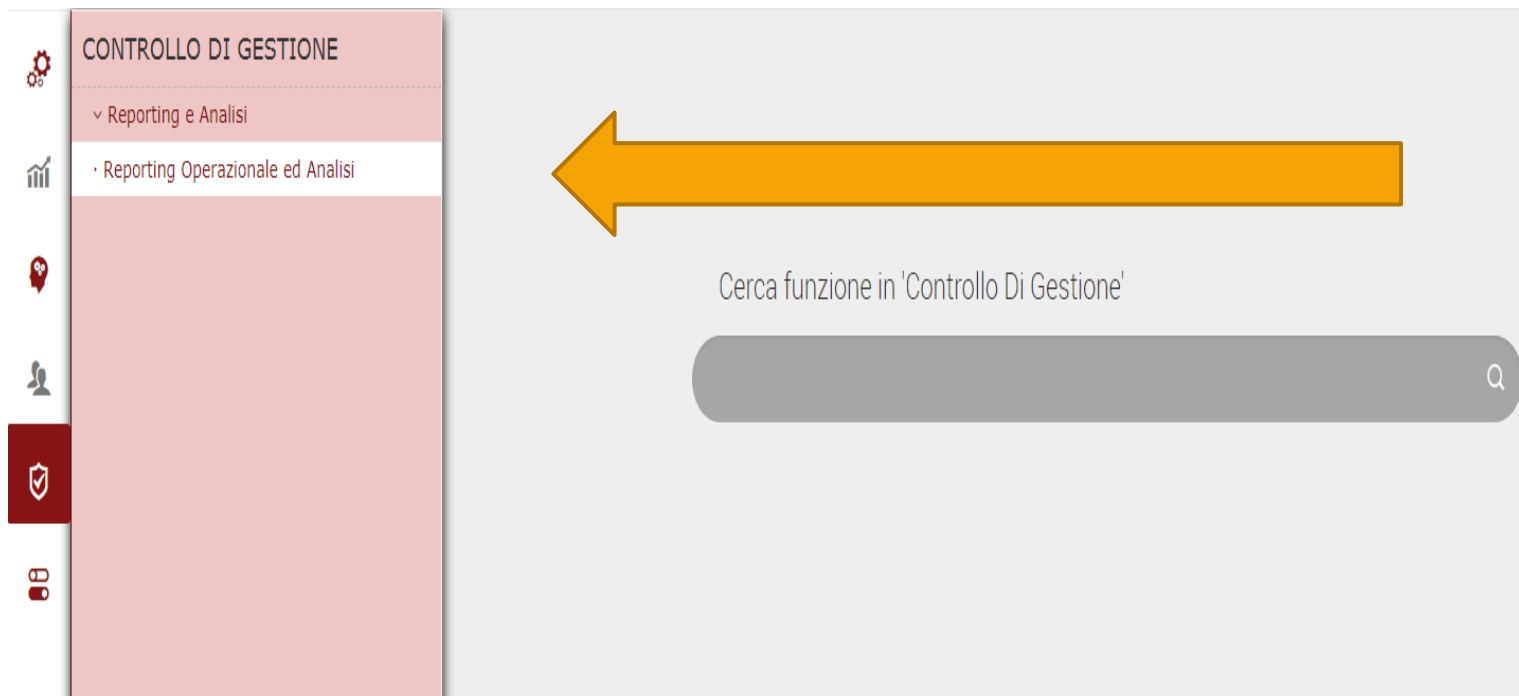 CONTROLLO DI GESTIONE
Reporting e Analisi
· Reporting Operazionale ed Analisi
Cerca funzione in 'Controllo Di Gestione'